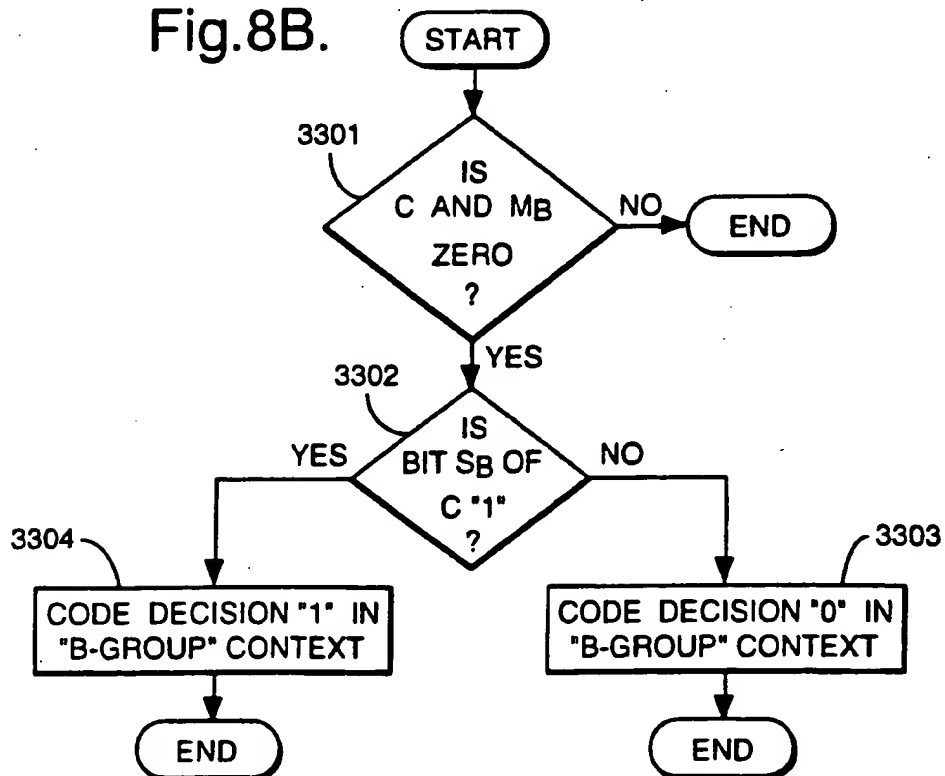 Fig.8B.
START
3301
IS
C AND MB
ZERO
?
NO
END
YES
3302
IS
BIT SB OF
C "1"
?
YES
NO
3304
3303
CODE DECISION "1" IN
"B-GROUP" CONTEXT
CODE DECISION "0" IN
"B-GROUP" CONTEXT
END
END